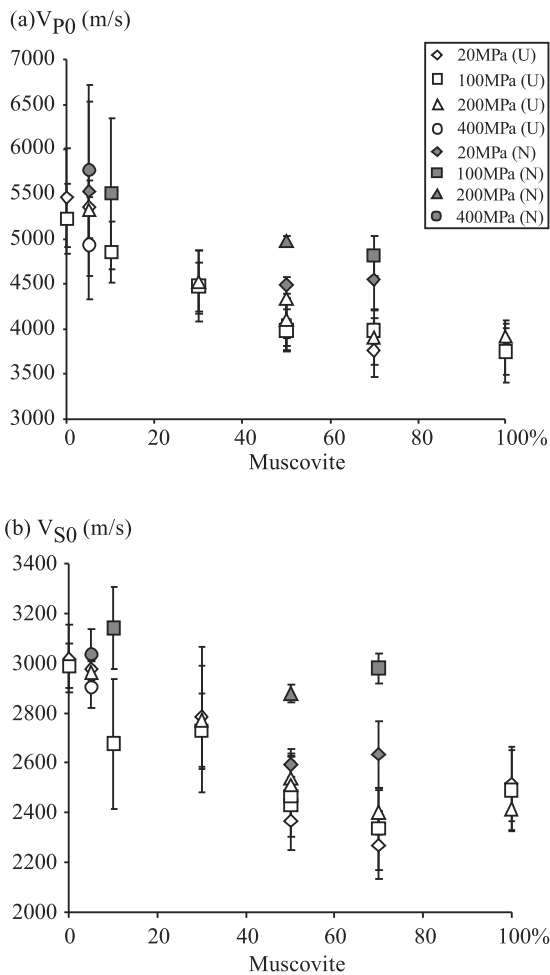 (a)VP0 (m/s)
7000
6500
6000
5500
5000
4500
4000
3500
3000
0 20 40 60 80 100%
Muscovite
20MPa (U)
100MPa (U)
200MPa (U)
400MPa (U)
20MPa (N)
100MPa (N)
200MPa (N)
400MPa (N)
(b) VS0 (m/s)
3400
3200
3000
2800
2600
2400
2200
2000
0 20 40 60 80 100%
Muscovite